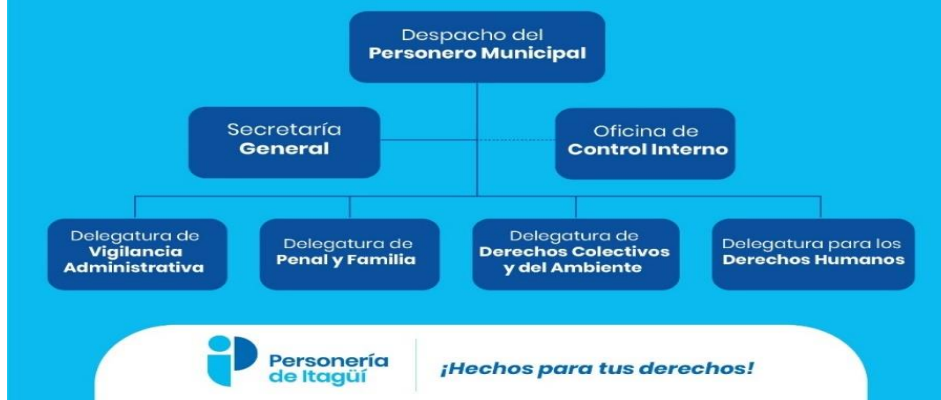 Despacho del
Personero Municipal
Secretaría
General
Oficina de
Control Interno
Delegatura de
Vigilancia
Administrativa
Delegatura de
Penal y Familia
Delegatura de
Derechos Colectivos
y del Ambiente
Delegatura para los
Derechos Humanos
Personería
de Itagüí
¡Hechos para tus derechos!